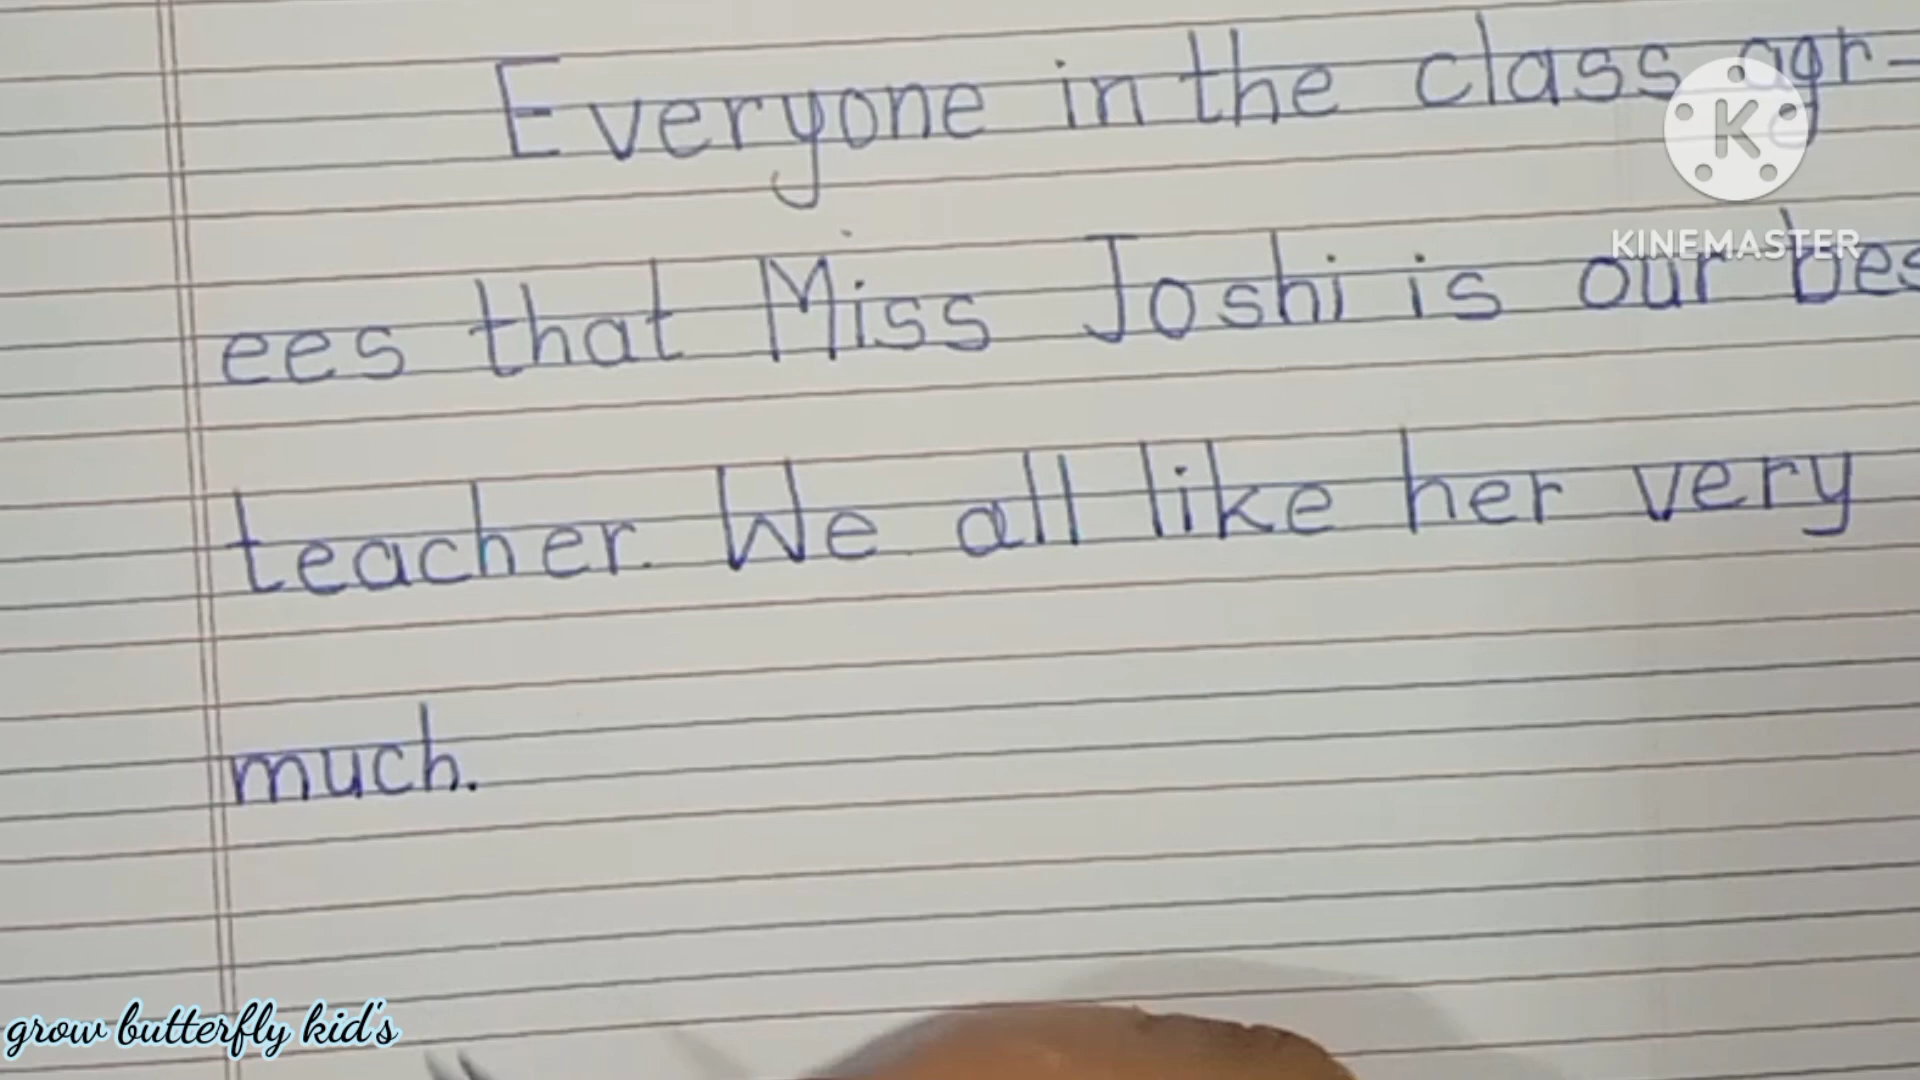 Everyone in the class agr-
ees that Miss Joshi is our bes
teacher. We all like her very
much.
KINEMASTER
grow butterfly kid's